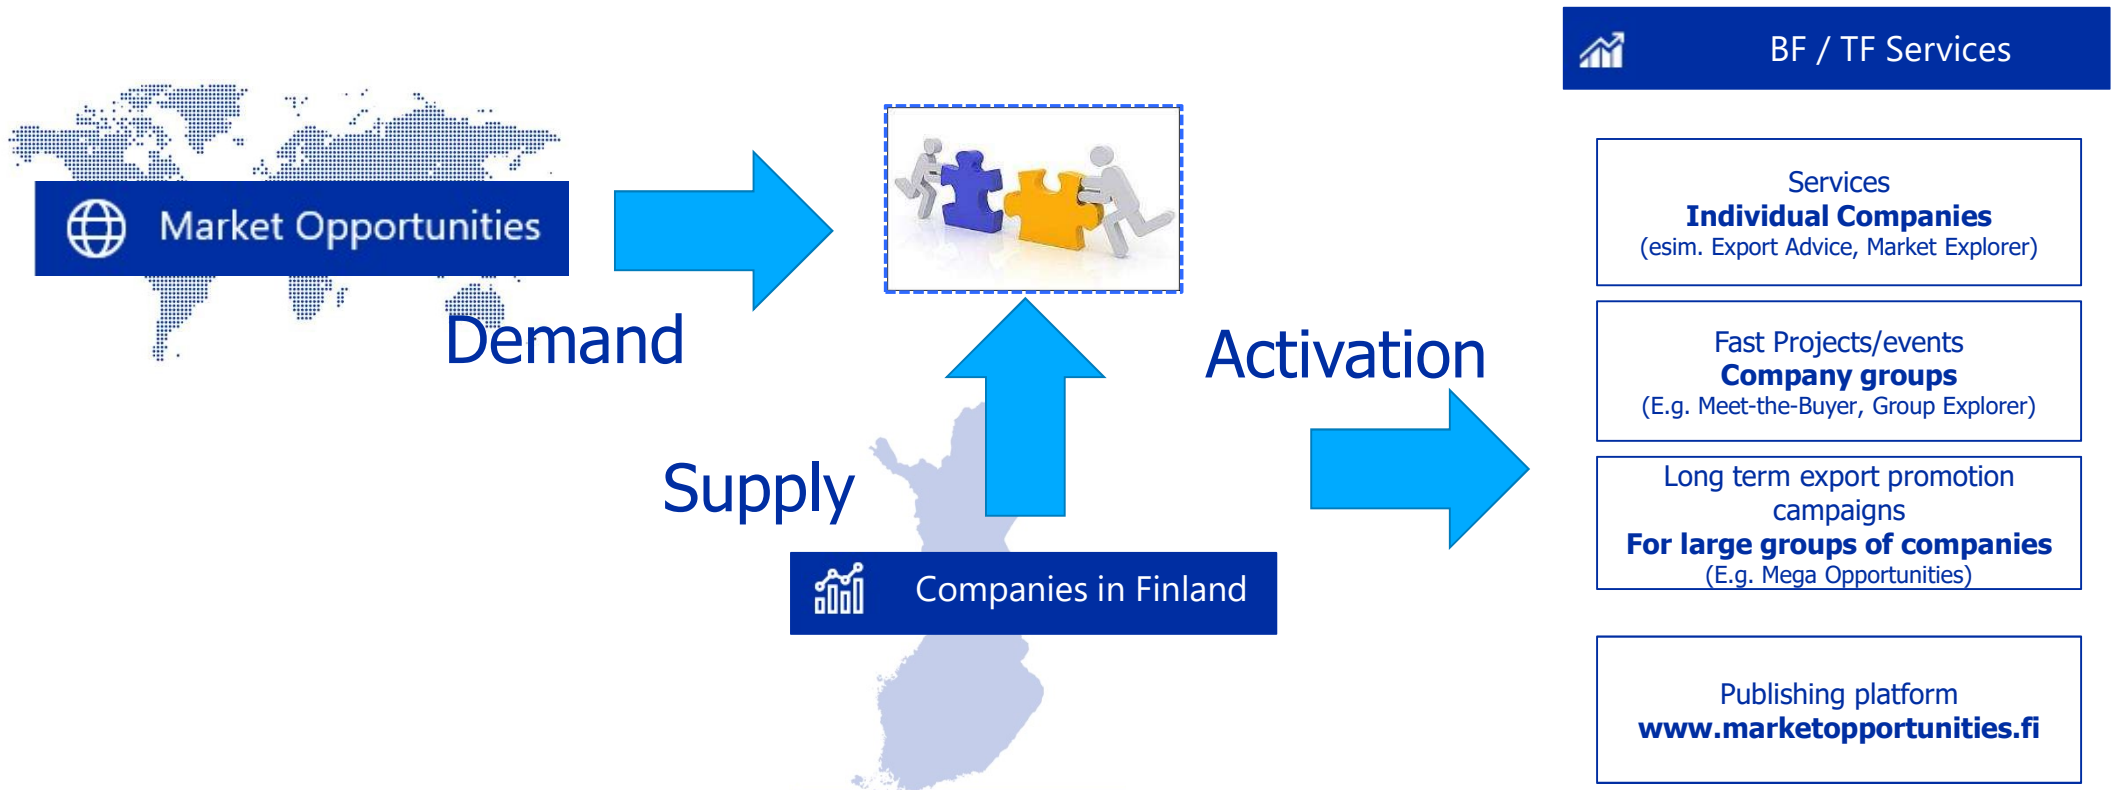 Market Opportunities
Demand
Supply
Companies in Finland
Activation
BF / TF Services
Services
Individual Companies
(esim. Export Advice, Market Explorer)
Fast Projects/events
Company groups
(E.g. Meet-the-Buyer, Group Explorer)
Long term export promotion
campaigns
For large groups of companies
(E.g. Mega Opportunities)
Publishing platform
www.marketopportunities.fi